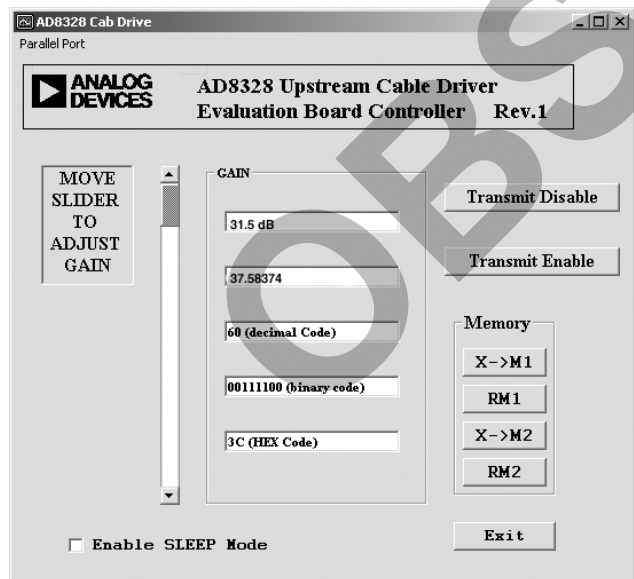 AD8328 Cab Drive
Parallel Port
ANALOG
DEVICES
AD8328 Upstream Cable Driver
Evaluation Board Controller Rev.1
MOVE
SLIDER
TO
ADJUST
GAIN
GAIN
31.5 dB
37.58374
60 (decimal Code)
00111100 (binary code)
3C (HEX Code)
Transmit Disable
Transmit Enable
Memory
X->M1
RM1
X->M2
RM2
Enable SLEEP Mode
Exit
OBS